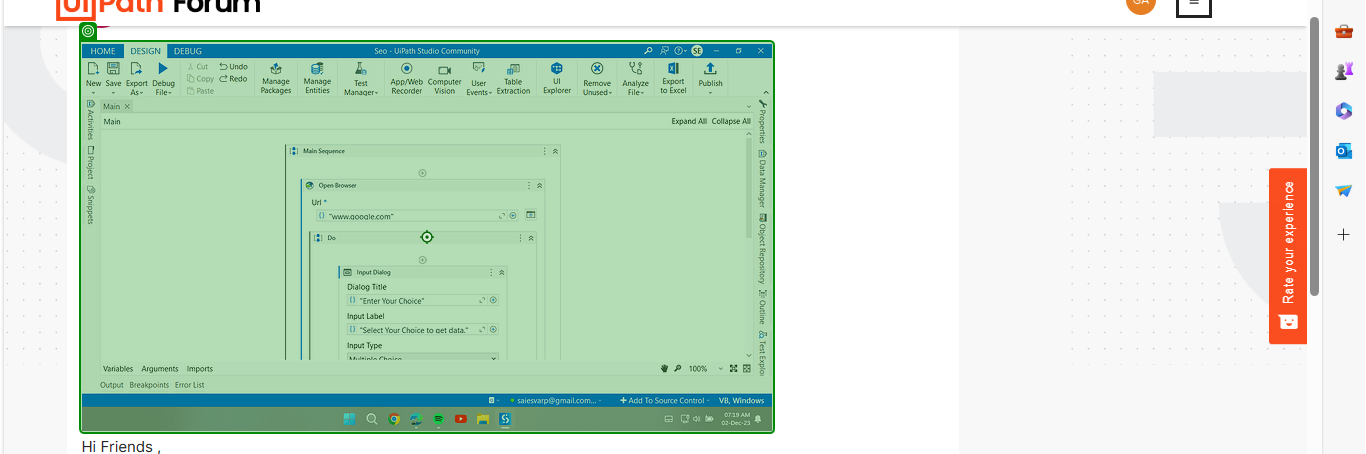 UiPath Forum
GA
HOME DESIGN DEBUG
Seo - UiPath Studio Community
SE
New Save Export As Debug File
Cut
Copy
Paste
Undo
Redo
Manage Packages
Manage Entities
Test Manager
App/Web Recorder
Computer Vision
User Events
Table Extraction
UI Explorer
Remove Unused
Analyze File
Export to Excel
Publish
Activities
Project
Snippets
Main
Main
Expand All Collapse All
Main Sequence
Open Browser
Url *
"www.google.com"
Do
Input Dialog
Dialog Title
"Enter Your Choice"
Input Label
"Select Your Choice to get data."
Input Type
Multiple Choice
Properties
Data Manager
Object Repository
Outline
Test Explor
Variables Arguments Imports
100%
Output Breakpoints Error List
saiesvarp@gmail.com...
Add To Source Control
VB, Windows
07:19 AM
02-Dec-23
Rate your experience
Hi Friends ,